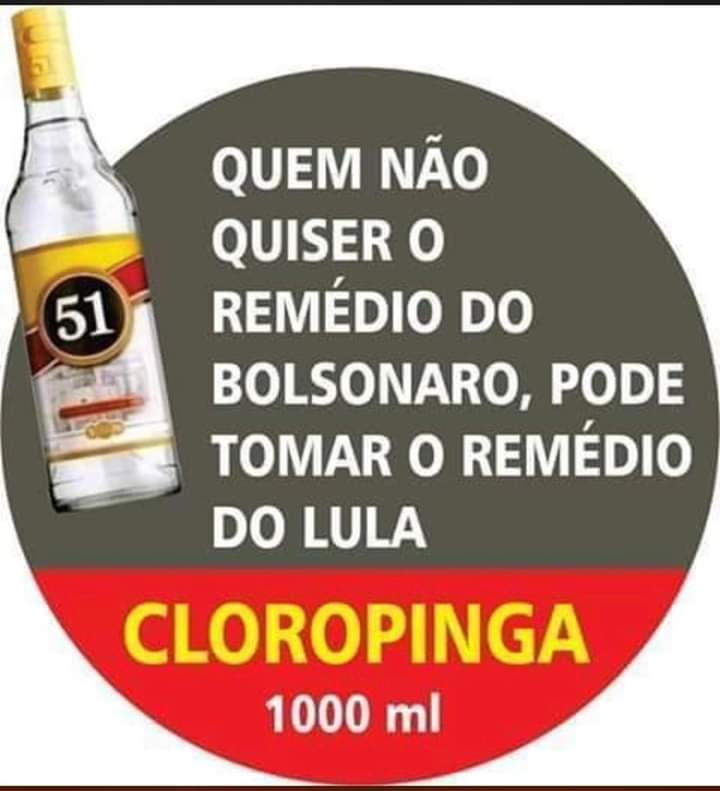 51
QUEM NÃO
QUISER O
REMÉDIO DO
BOLSONARO, PODE
TOMAR O REMÉDIO
DO LULA
CLOROPINGA
1000 ml